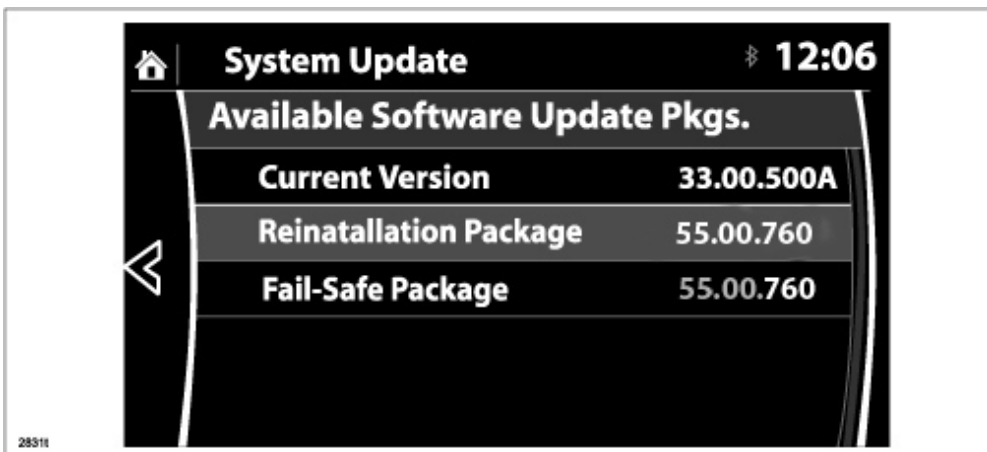 System Update 12:06
Available Software Update Pkgs.
Current Version 33.00.500A
Reinatallation Package 55.00.760
Fail-Safe Package 55.00.760
2831t